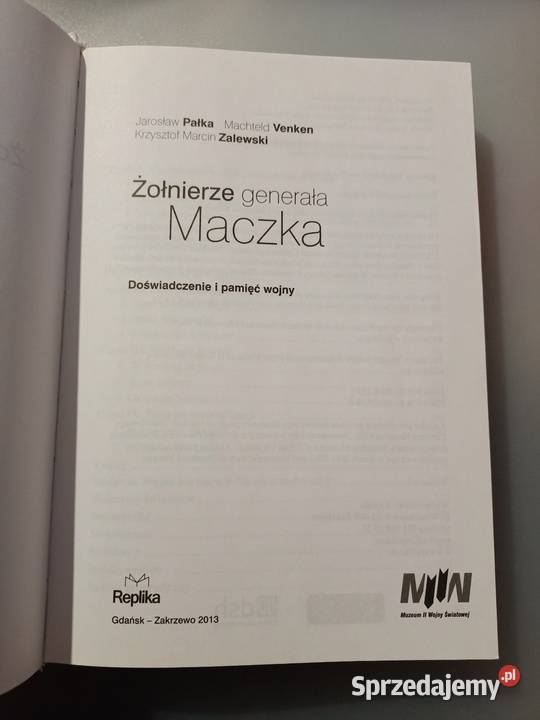 Jarosław Pałka Machteld Venken
Krzysztof Marcin Zalewski
Żołnierze generała
Maczka
Doświadczenie i pamięć wojny
Replika
Gdańsk – Zakrzewo 2013
Muzeum II Wojny Światowej
Sprzedajemy.pl